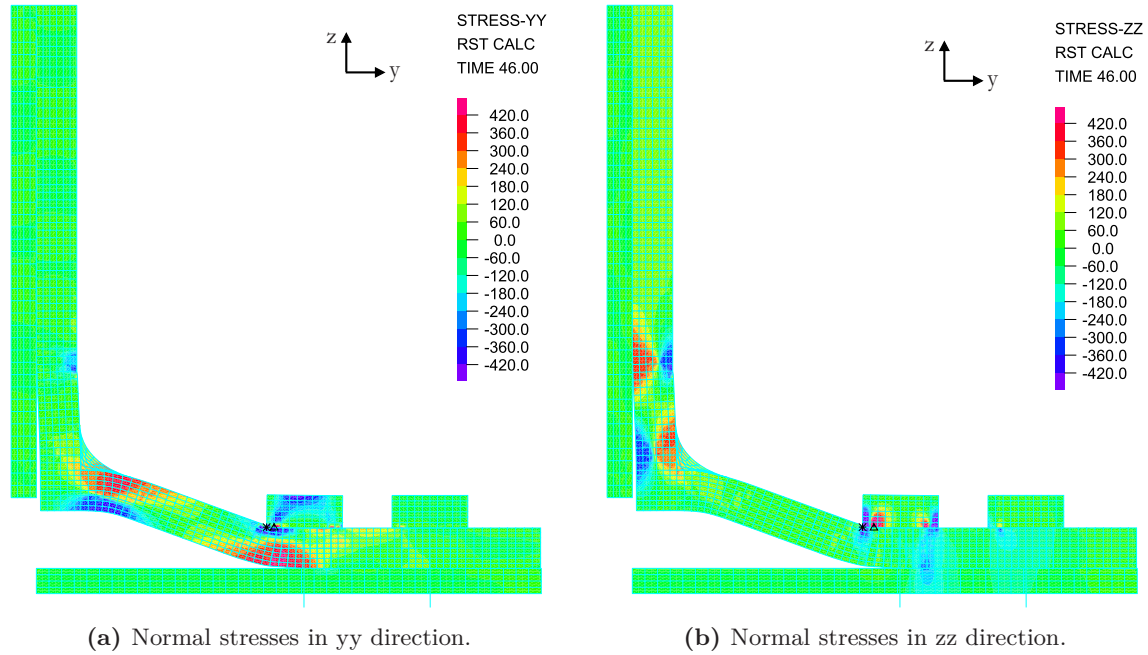 STRESS-YY
RST CALC
TIME 46.00
z
y
420.0
360.0
300.0
240.0
180.0
120.0
60.0
0.0
-60.0
-120.0
-180.0
-240.0
-300.0
-360.0
-420.0
(a) Normal stresses in yy direction.
STRESS-ZZ
RST CALC
TIME 46.00
z
y
420.0
360.0
300.0
240.0
180.0
120.0
60.0
0.0
-60.0
-120.0
-180.0
-240.0
-300.0
-360.0
-420.0
(b) Normal stresses in zz direction.